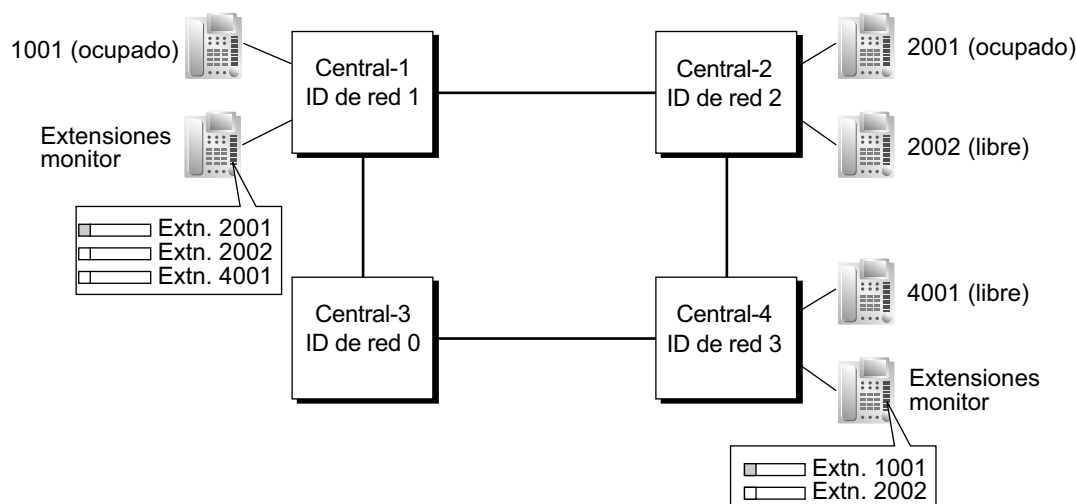 1001 (ocupado)
Central-1
ID de red 1
Central-2
ID de red 2
2001 (ocupado)
Extensiones
monitor
2002 (libre)
Extn. 2001
Extn. 2002
Extn. 4001
Central-3
ID de red 0
Central-4
ID de red 3
4001 (libre)
Extensiones
monitor
Extn. 1001
Extn. 2002